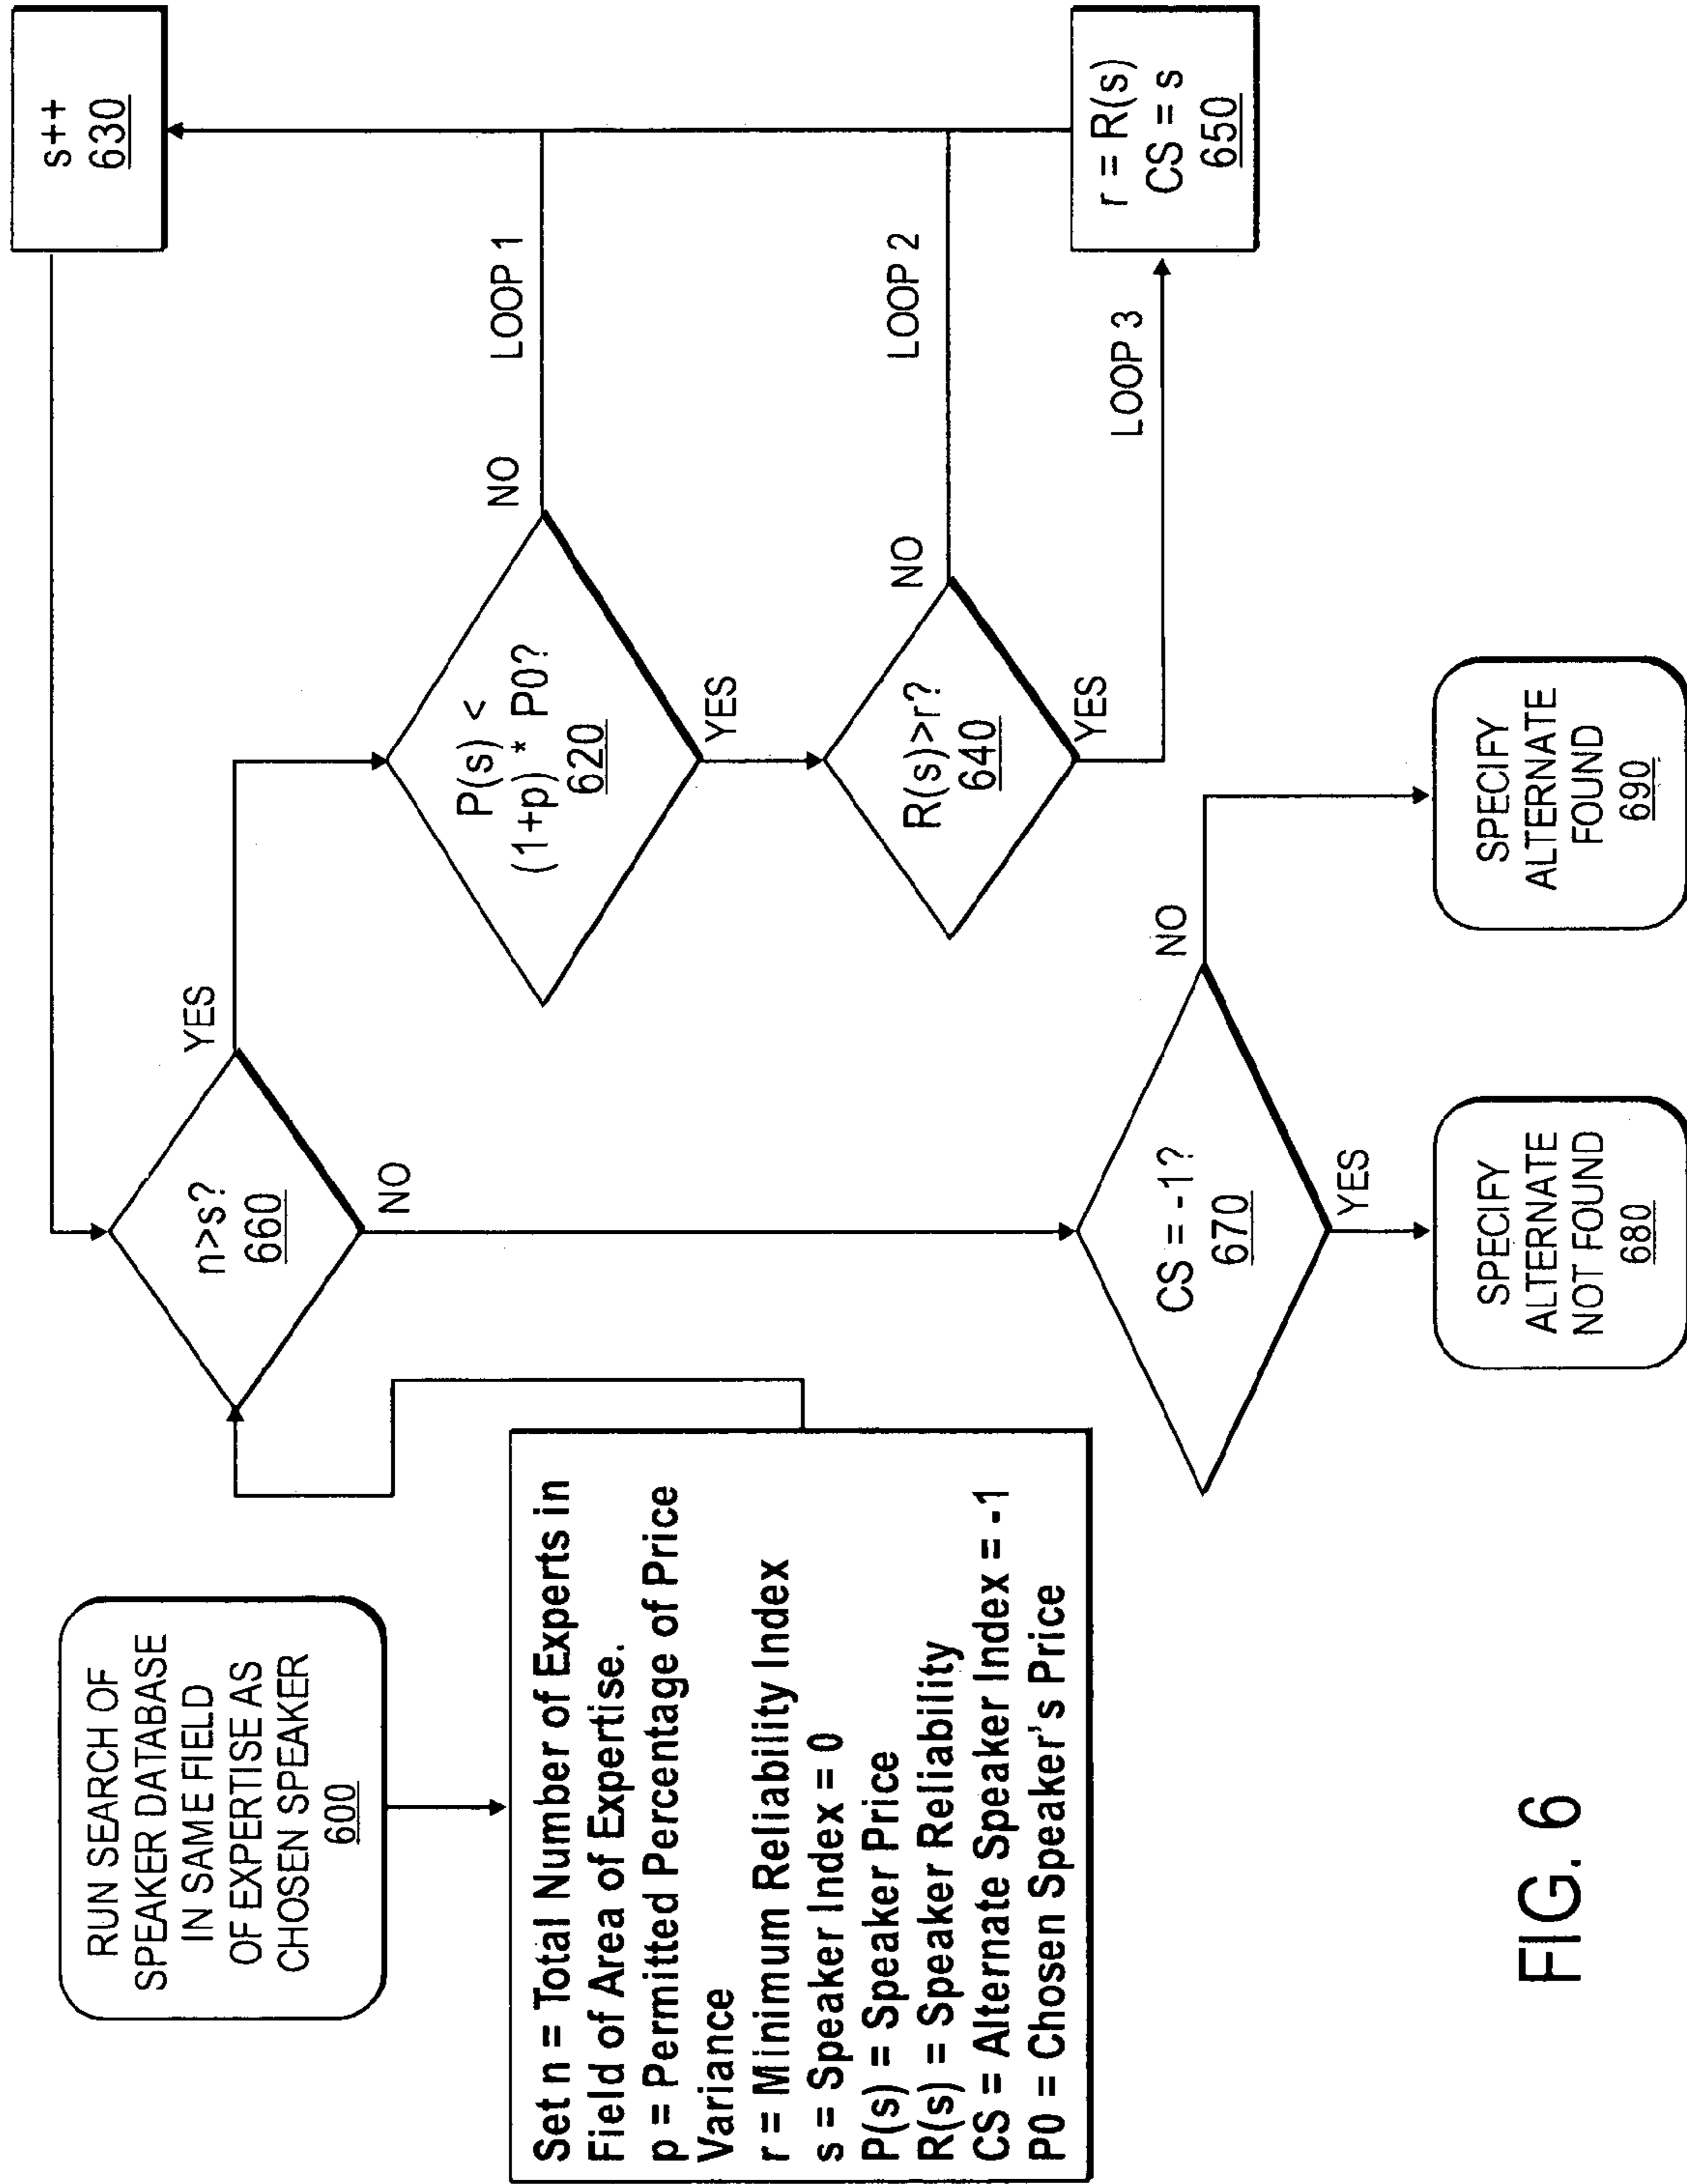 RUN SEARCH OF
SPEAKER DATABASE
IN SAME FIELD
OF EXPERTISE AS
CHOSEN SPEAKER
600
Set n = Total Number of Experts in
Field of Area of Expertise.
p = Permitted Percentage of Price
Variance
r = Minimum Reliability Index
s = Speaker Index = 0
P(s) = Speaker Price
R(s) = Speaker Reliability
CS = Alternate Speaker Index = -1
P0 = Chosen Speaker's Price
n>s?
660
YES
NO
s++
630
P(s) <
(1+p) * P0?
620
NO
LOOP 1
YES
R(s)>r?
640
NO
LOOP 2
YES
LOOP 3
r = R(s)
CS = s
650
CS = -1?
670
NO
YES
SPECIFY
ALTERNATE
NOT FOUND
680
SPECIFY
ALTERNATE
FOUND
690
FIG. 6